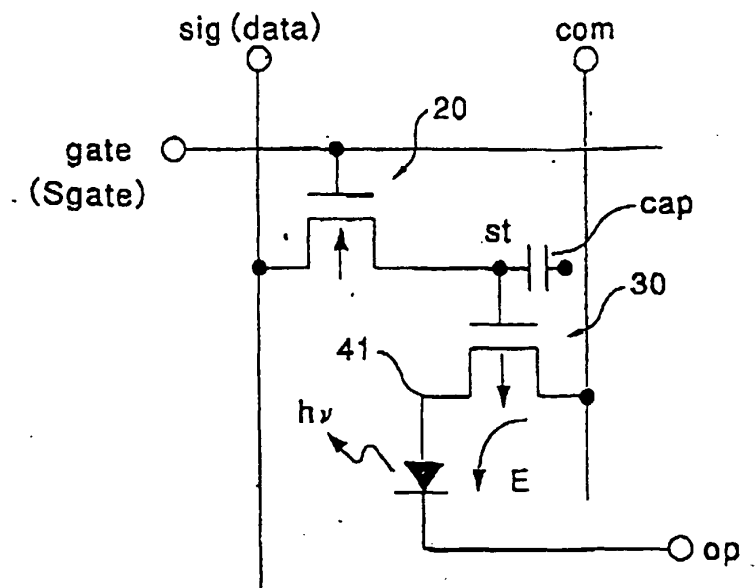 sig (data)
com
20
gate
(Sgate)
cap
st
30
41
hν
E
op